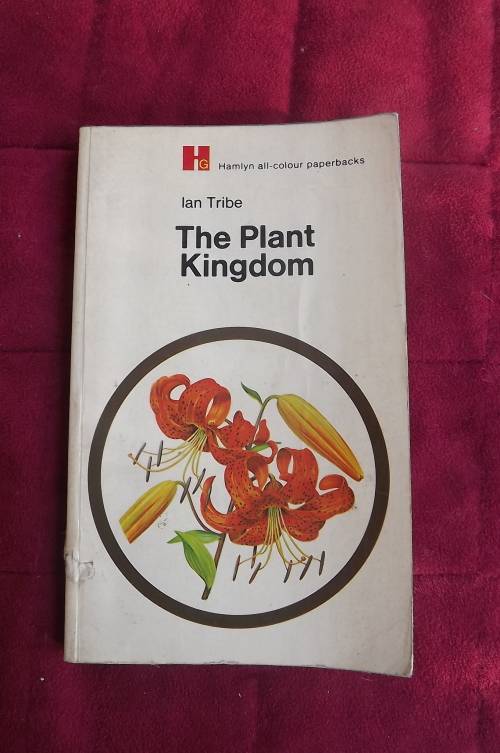 HG Hamlyn all-colour paperbacks
Ian Tribe
The Plant
Kingdom